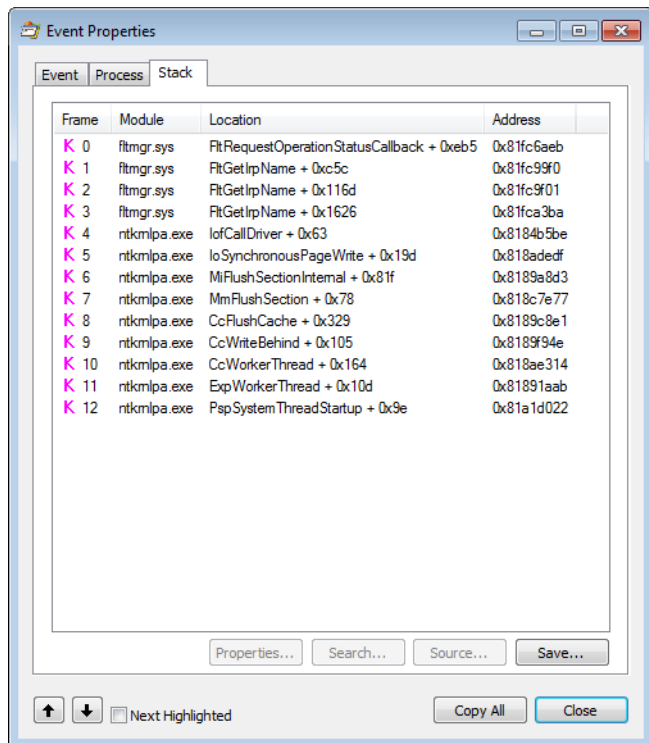 Event Properties
Event Process Stack
Frame Module Location Address
K 0 fltmgr.sys FltRequestOperationStatusCallback + 0xeb5 0x81fc6aeb
K 1 fltmgr.sys FltGetIrpName + 0xc5c 0x81fc99f0
K 2 fltmgr.sys FltGetIrpName + 0x116d 0x81fc9f01
K 3 fltmgr.sys FltGetIrpName + 0x1626 0x81fca3ba
K 4 ntkrnlpa.exe IofCallDriver + 0x63 0x8184b5be
K 5 ntkrnlpa.exe IoSynchronousPageWrite + 0x19d 0x818adedf
K 6 ntkrnlpa.exe MiFlushSectionInternal + 0x81f 0x8189a8d3
K 7 ntkrnlpa.exe MmFlushSection + 0x78 0x818c7e77
K 8 ntkrnlpa.exe CcFlushCache + 0x329 0x8189c8e1
K 9 ntkrnlpa.exe CcWriteBehind + 0x105 0x8189f94e
K 10 ntkrnlpa.exe CcWorkerThread + 0x164 0x818ae314
K 11 ntkrnlpa.exe ExpWorkerThread + 0x10d 0x81891aab
K 12 ntkrnlpa.exe PspSystemThreadStartup + 0x9e 0x81a1d022
Properties... Search... Source... Save...
Next Highlighted Copy All Close